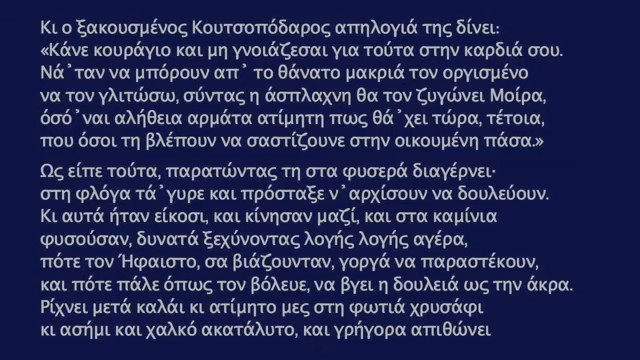 Κι ο ξακουσμένος Κουτσοπόδαρος απηλογιά της δίνει:
«Κάνε κουράγιο και μη γνοιάζεσαι για τούτα στην καρδιά σου.
Νά᾿ταν να μπόρουν απ᾿ το θάνατο μακριά τον οργισμένο
να τον γλιτώσω, σύντας η άσπλαχνη θα τον ζυγώνει Μοίρα,
όσό᾿ναι αλήθεια αρμάτα ατίμητη πως θά᾿χει τώρα, τέτοια,
που όσοι τη βλέπουν να σαστίζουνε στην οικουμένη πάσα.»
Ως είπε τούτα, παρατώντας τη στα φυσερά διαγέρνει·
στη φλόγα τά᾿γυρε και πρόσταξε ν᾿αρχίσουν να δουλεύουν.
Κι αυτά ήταν είκοσι, και κίνησαν μαζί, και στα καμίνια
φυσούσαν, δυνατά ξεχύνοντας λογής λογής αγέρα,
πότε τον Ήφαιστο, σα βιάζουνταν, γοργά να παραστέκουν,
και πότε πάλε όπως τον βόλευε, να βγει η δουλειά ως την άκρα.
Ρίχνει μετά καλάι κι ατίμητο μες στη φωτιά χρυσάφι
κι ασήμι και χαλκό ακατάλυτο, και γρήγορα απιθώνει